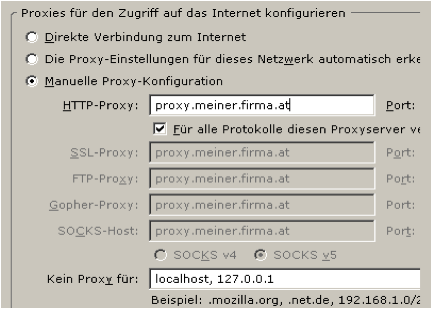 Proxies für den Zugriff auf das Internet konfigurieren
Direkte Verbindung zum Internet
Die Proxy-Einstellungen für dieses Netzwerk automatisch erke
Manuelle Proxy-Konfiguration
HTTP-Proxy: proxy.meiner.firma.at Port:
Für alle Protokolle diesen Proxyserver ve
SSL-Proxy: proxy.meiner.firma.at Port:
FTP-Proxy: proxy.meiner.firma.at Port:
Gopher-Proxy: proxy.meiner.firma.at Port:
SOCKS-Host: proxy.meiner.firma.at Port:
SOCKS v4 SOCKS v5
Kein Proxy für: localhost, 127.0.0.1
Beispiel: .mozilla.org, .net.de, 192.168.1.0/2